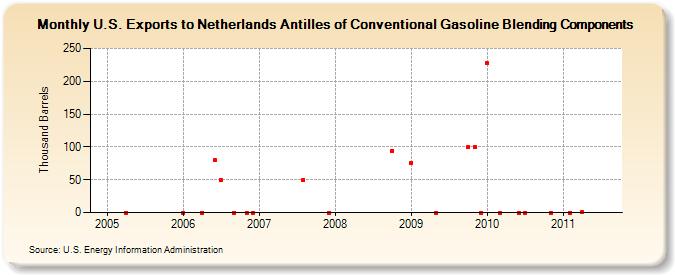 Monthly U.S. Exports to Netherlands Antilles of Conventional Gasoline Blending Components
Thousand Barrels
250
200
150
100
50
0
2005 2006 2007 2008 2009 2010 2011
Source: U.S. Energy Information Administration